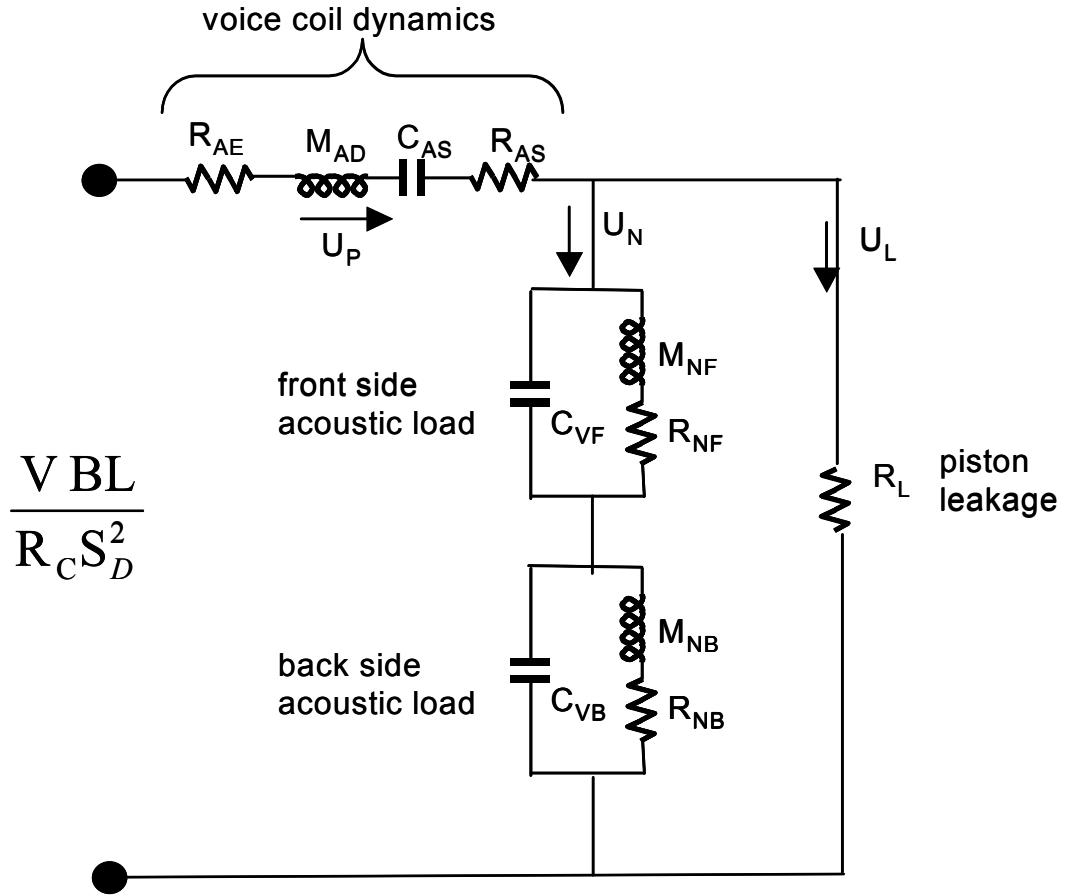 voice coil dynamics
R_AE
M_AD
C_AS
R_AS
U_P
U_N
U_L
M_NF
front side
acoustic load
C_VF
R_NF
V BL
R_C S_D^2
R_L
piston
leakage
M_NB
back side
acoustic load
C_VB
R_NB